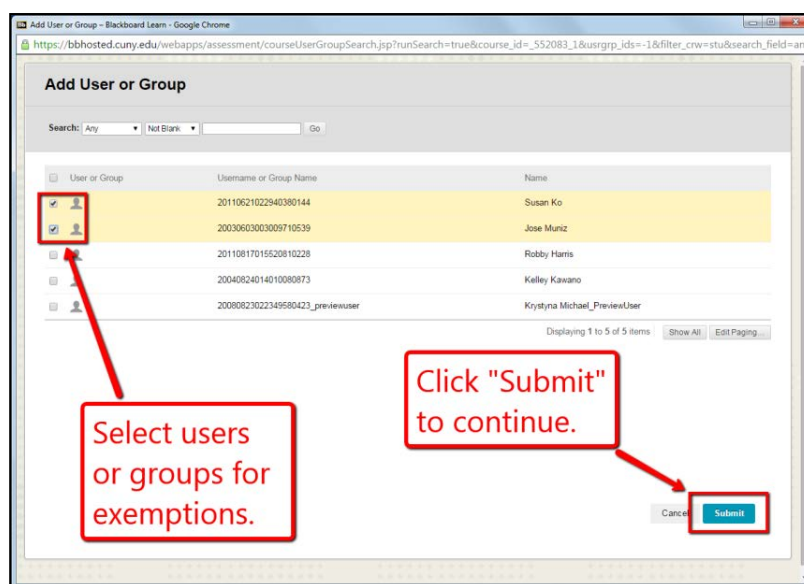 Add User or Group – Blackboard Learn - Google Chrome
https://bbhosted.cuny.edu/webapps/assessment/courseUserGroupSearch.jsp?runSearch=true&course_id=_552083_1&usrgrp_ids=-1&filter_crw=stu&search_field=an
Add User or Group
Search: Any Not Blank Go
User or Group Username or Group Name Name
20110621022940380144 Susan Ko
20030603003009710539 Jose Muniz
20110817015520810228 Robby Harris
20040824014010080873 Kelley Kawano
20080823022349580423_previewuser Krystyna Michael_PreviewUser
Displaying 1 to 5 of 5 items Show All Edit Paging...
Click "Submit"
to continue.
Select users
or groups for
exemptions.
Cancel Submit